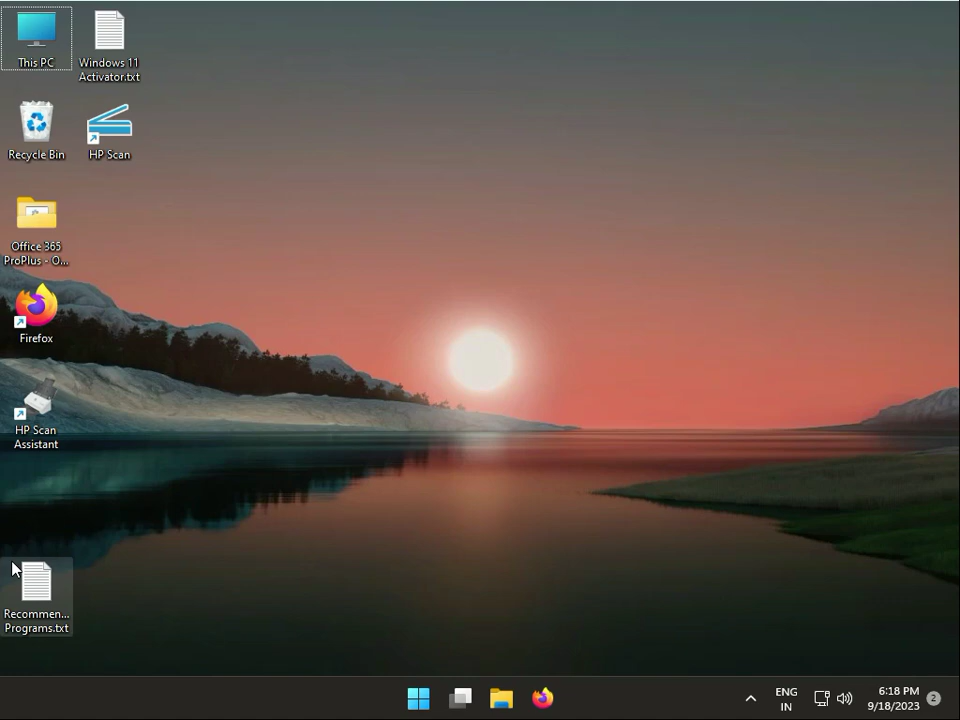 This PC
Windows 11
Activator.txt
Recycle Bin
HP Scan
Office 365
ProPlus - O...
Firefox
HP Scan
Assistant
Recommen...
Programs.txt
ENG
IN
6:18 PM
9/18/2023
2